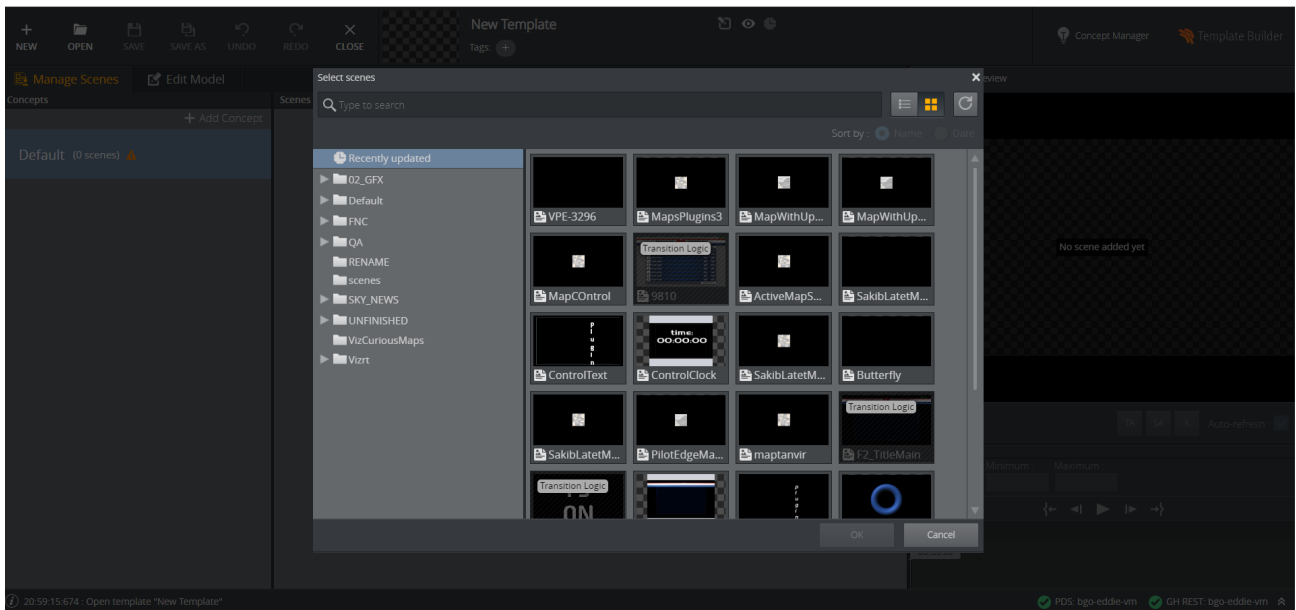 NEW
OPEN
SAVE
SAVE AS
UNDO
REDO
CLOSE
New Template
Tags: +
Concept Manager
Template Builder
Manage Scenes
Edit Model
Concepts
Scenes
+ Add Concept
Default (0 scenes)
Select scenes
eview
Type to search
Sort by: Name Date
Recently updated
02_GFX
Default
FNC
QA
RENAME
scenes
SKY_NEWS
UNFINISHED
VizCuriousMaps
Vizrt
VPE-3296
MapsPlugins3
MapWithUp...
MapWithUp...
Transition Logic
MapCOntrol
9810
ActiveMapS...
SakibLatetM...
Plugin
time:
00:00:00
ControlText
ControlClock
SakibLatetM...
Butterfly
Transition Logic
SakibLatetM...
PilotEdgeMa...
maptanvir
F2_TitleMain
Transition Logic
ON
Plugin
OK
Cancel
No scene added yet
Auto-refresh
Minimum
Maximum
20:59:15:674 : Open template "New Template"
PDS: bgo-eddie-vm
GH REST: bgo-eddie-vm